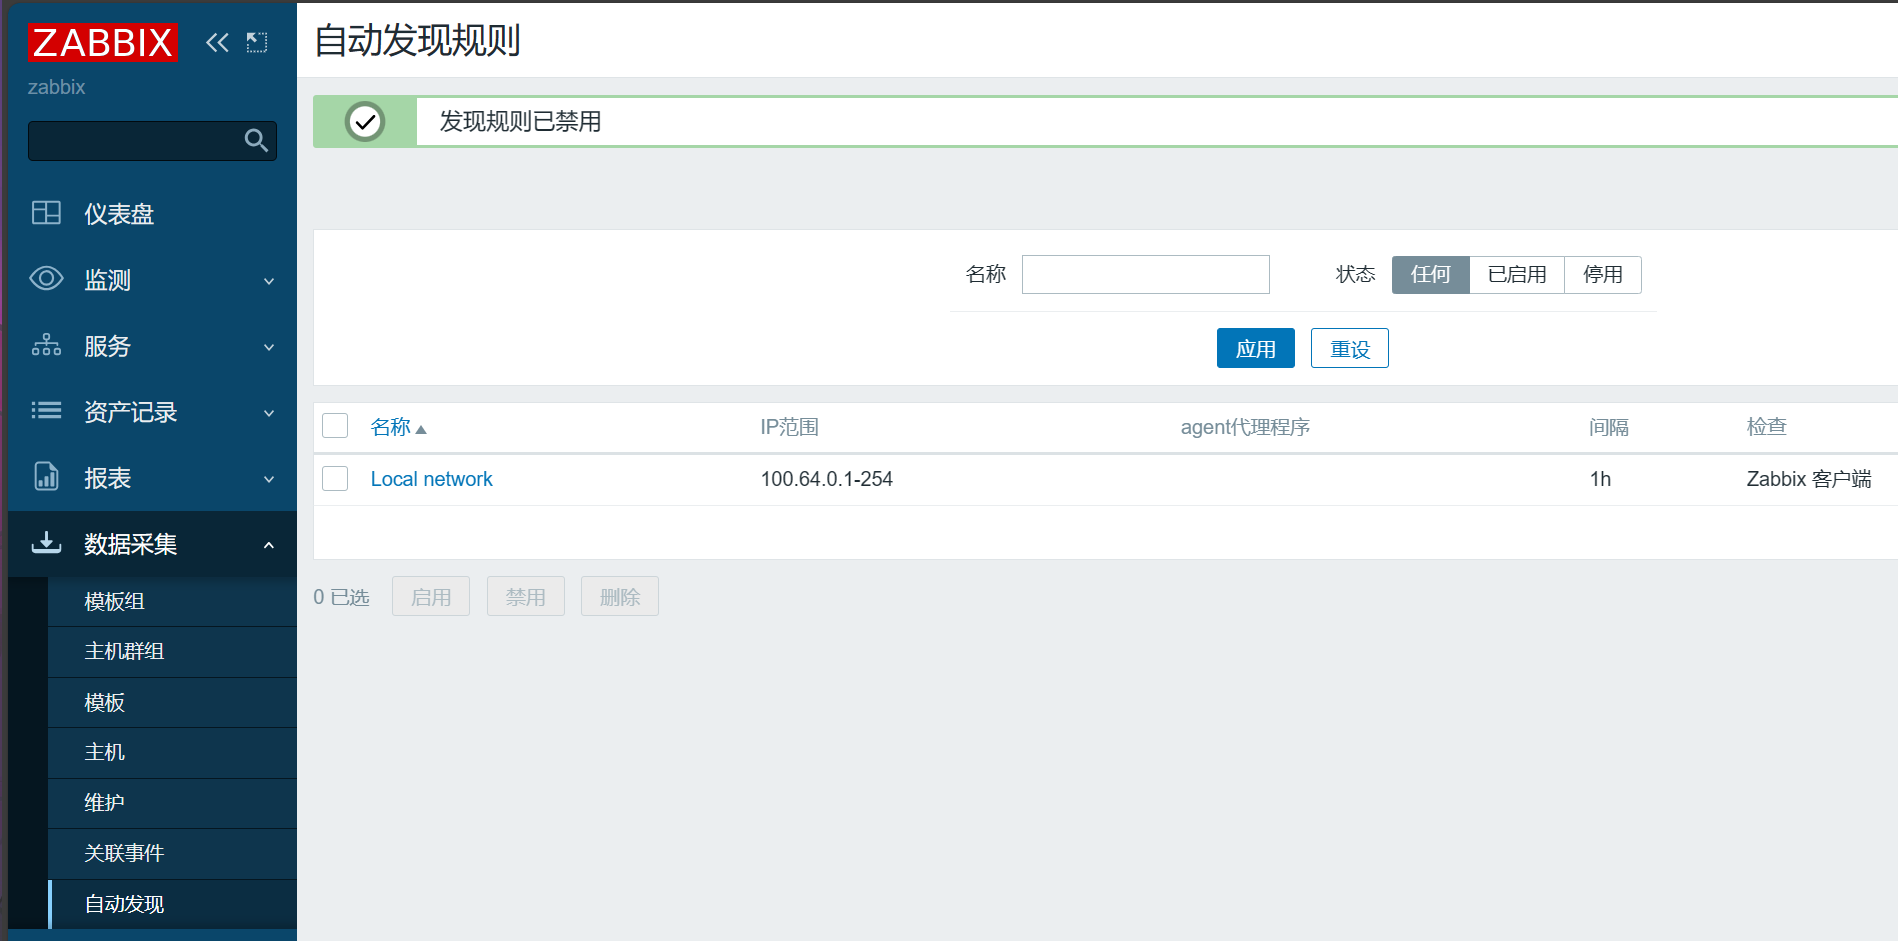 ZABBIX
zabbix
仪表盘
监测
服务
资产记录
报表
数据采集
模板组
主机群组
模板
主机
维护
关联事件
自动发现
自动发现规则
发现规则已禁用
名称 状态 任何 已启用 停用
应用 重设
名称 IP范围 agent代理程序 间隔 检查
Local network 100.64.0.1-254 1h Zabbix 客户端
0 已选 启用 禁用 删除